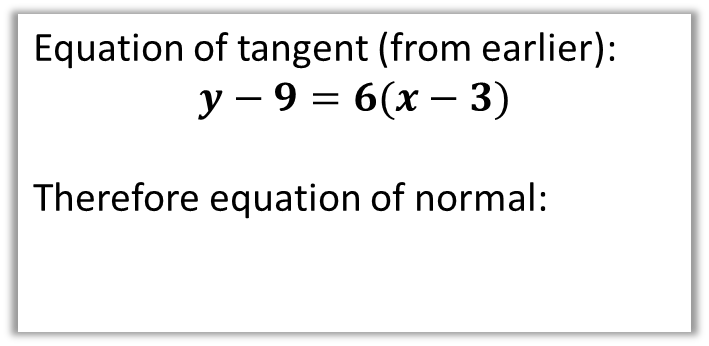 Equation of tangent (from earlier):
𝒚 − 𝟗 = 𝟔(𝒙 − 𝟑)
Therefore equation of normal: